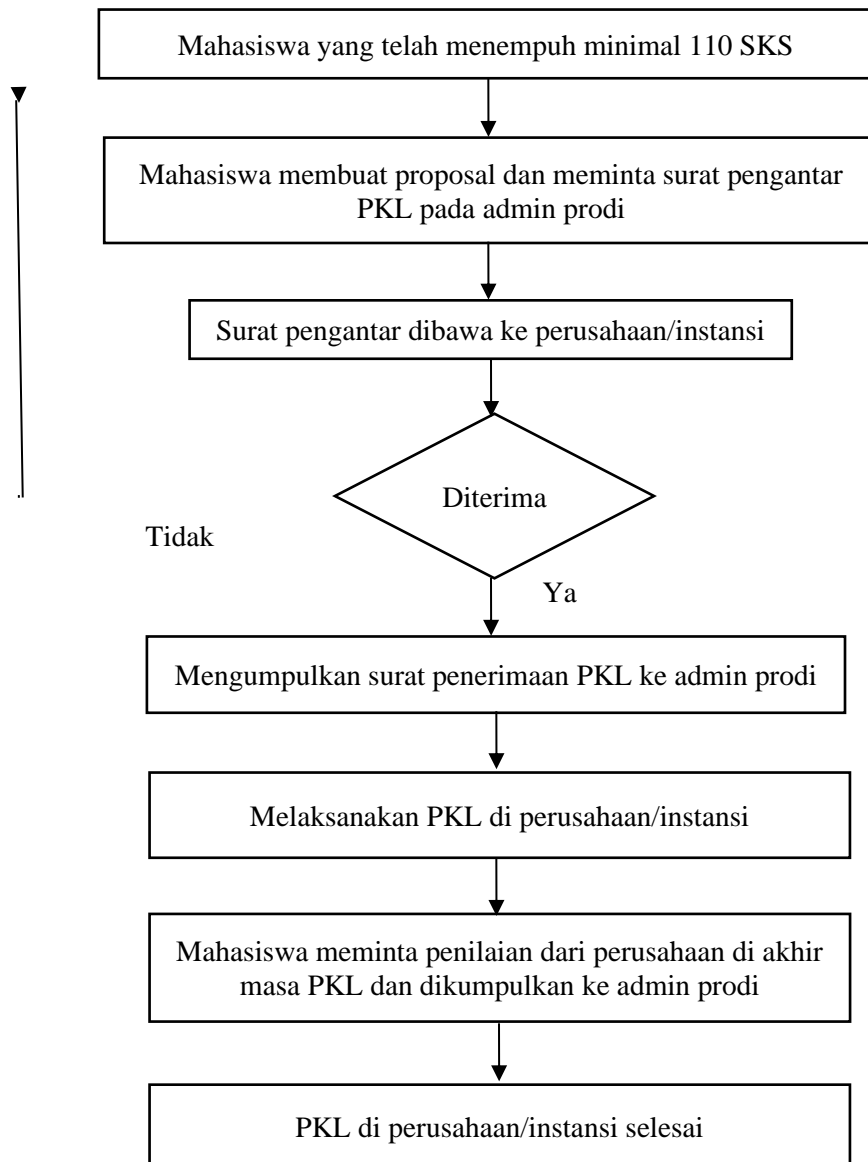 Mahasiswa yang telah menempuh minimal 110 SKS
Mahasiswa membuat proposal dan meminta surat pengantar
PKL pada admin prodi
Surat pengantar dibawa ke perusahaan/instansi
Diterima
Tidak
Ya
Mengumpulkan surat penerimaan PKL ke admin prodi
Melaksanakan PKL di perusahaan/instansi
Mahasiswa meminta penilaian dari perusahaan di akhir
masa PKL dan dikumpulkan ke admin prodi
PKL di perusahaan/instansi selesai